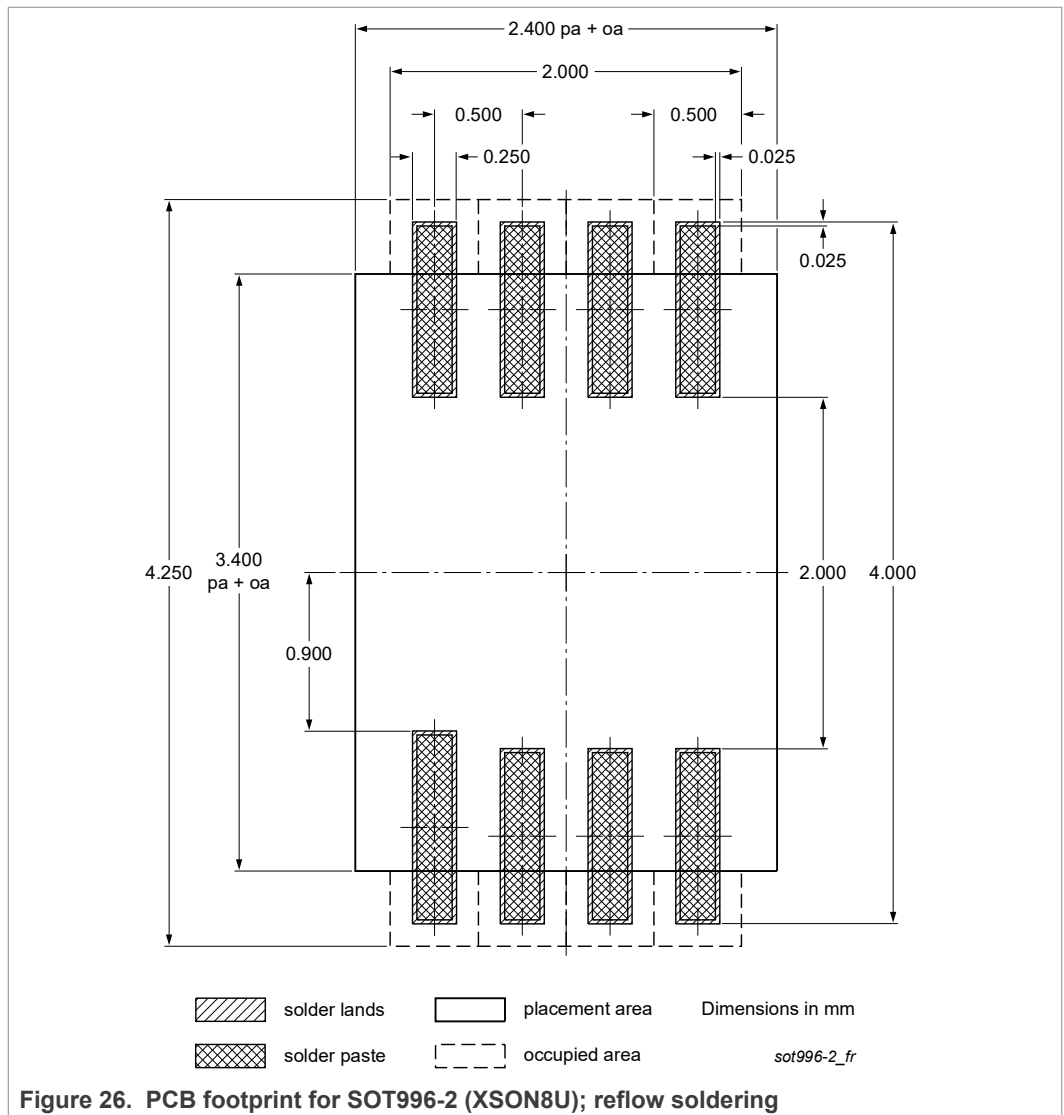 2.400 pa + oa
2.000
0.500
0.500
0.250
0.025
0.025
4.250
3.400
pa + oa
2.000
4.000
0.900
solder lands
placement area
Dimensions in mm
solder paste
occupied area
sot996-2_fr
Figure 26. PCB footprint for SOT996-2 (XSON8U); reflow soldering